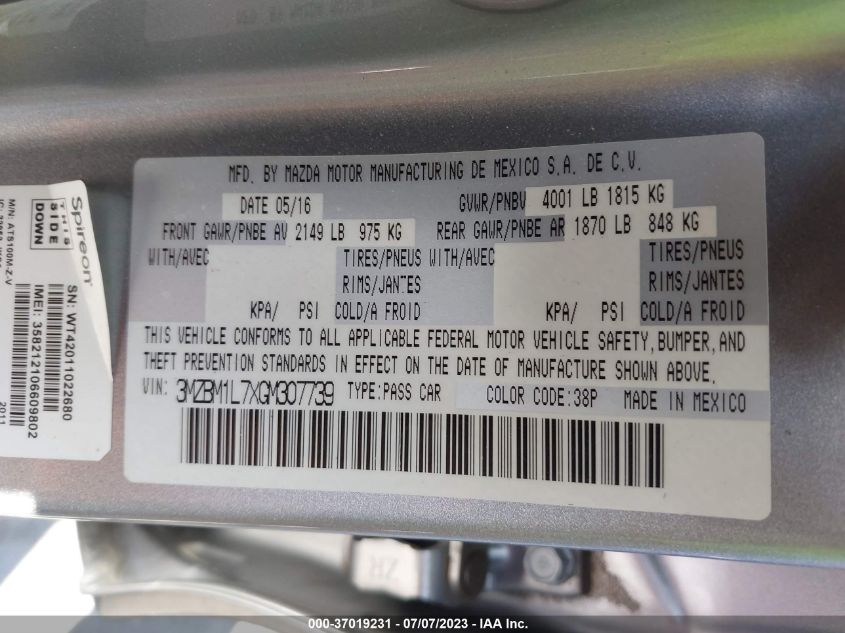 MFD. BY MAZDA MOTOR MANUFACTURING DE MEXICO S.A. DE C.V.
DATE 05/16 GVWR/PNBV 4001 LB 1815 KG
FRONT GAWR/PNBE AV 2149 LB 975 KG REAR GAWR/PNBE AR 1870 LB 848 KG
WITH/AVEC TIRES/PNEUS WITH/AVEC TIRES/PNEUS
RIMS/JANTES RIMS/JANTES
KPA/ PSI COLD/A FROID KPA/ PSI COLD/A FROID
THIS VEHICLE CONFORMS TO ALL APPLICABLE FEDERAL MOTOR VEHICLE SAFETY, BUMPER, AND
THEFT PREVENTION STANDARDS IN EFFECT ON THE DATE OF MANUFACTURE SHOWN ABOVE.
VIN: 3MZBM1L7XGM307739 TYPE:PASS CAR COLOR CODE:38P MADE IN MEXICO
Spireon
THIS
SIDE
DOWN
SN: WT42011022680
M/N: ATS100M-Z-V
IMEI: 358212106609802
2011
HZ
000-37019231 - 07/07/2023 - IAA Inc.